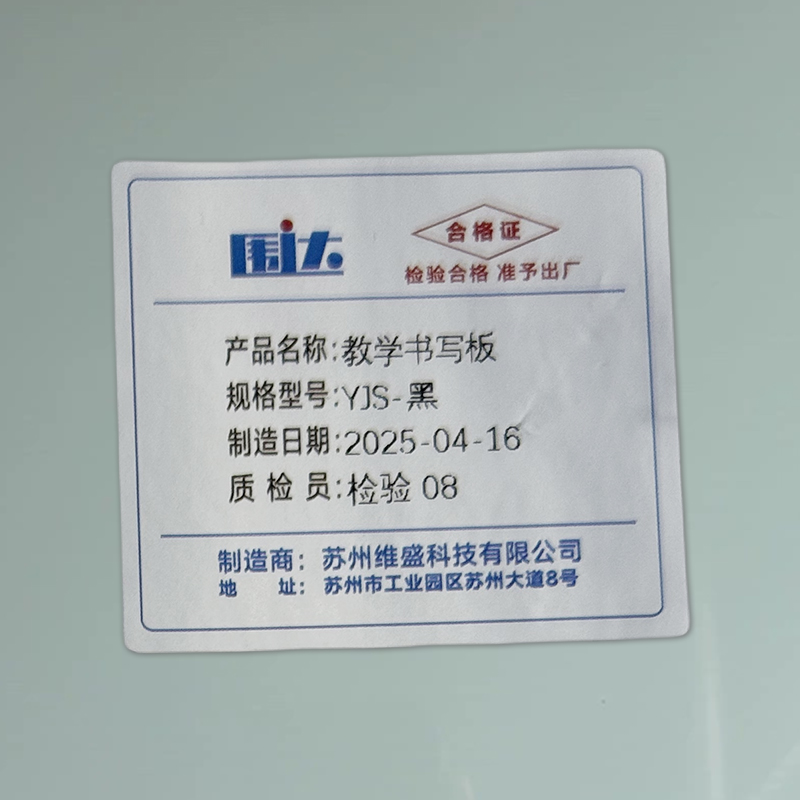 国达
合格证
检验合格 准予出厂
产品名称:教学书写板
规格型号:YJS-黑
制造日期:2025-04-16
质 检 员:检验 08
制造商：苏州维盛科技有限公司
地 址：苏州市工业园区苏州大道8号